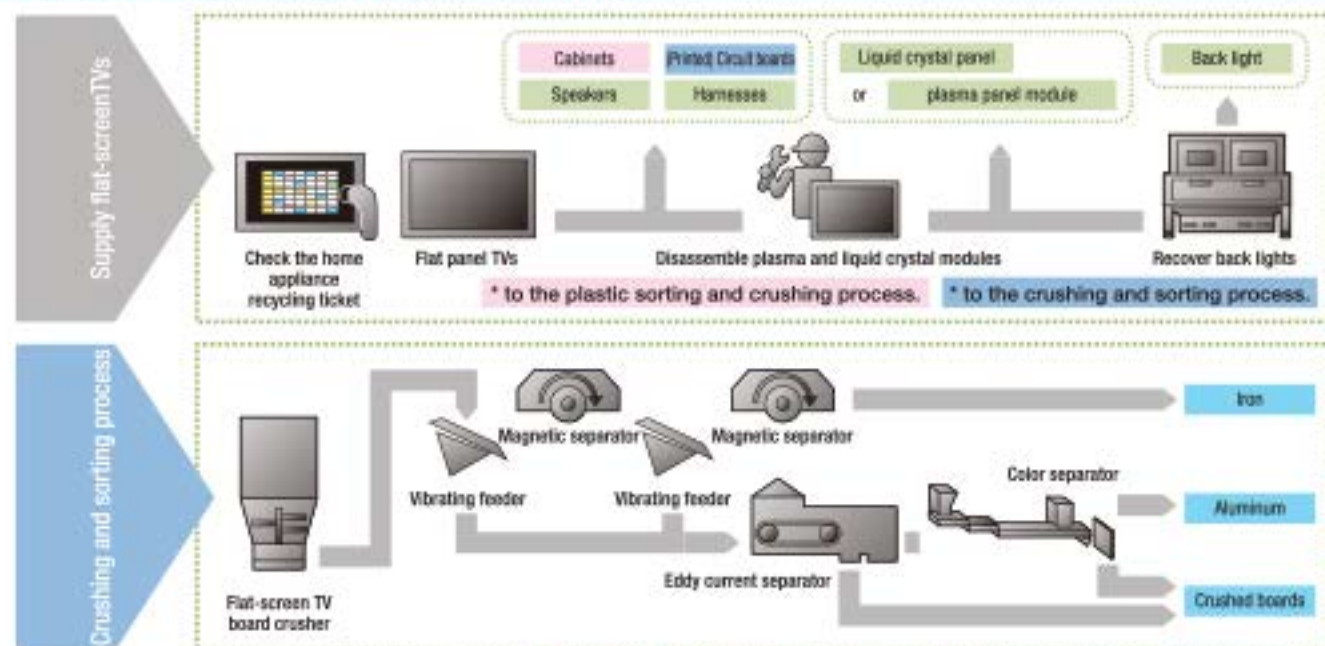 Supply flat-screenTVs
Cabinets
(Printed) Circuit boards
Speakers
Harnesses
Liquid crystal panel
or
plasma panel module
Back light
Check the home
appliance
recycling ticket
Flat panel TVs
Disassemble plasma and liquid crystal modules
Recover back lights
* to the plastic sorting and crushing process.
* to the crushing and sorting process.
Crushing and sorting process
Magnetic separator
Magnetic separator
Iron
Vibrating feeder
Vibrating feeder
Color separator
Aluminum
Eddy current separator
Flat-screen TV
board crusher
Crushed boards